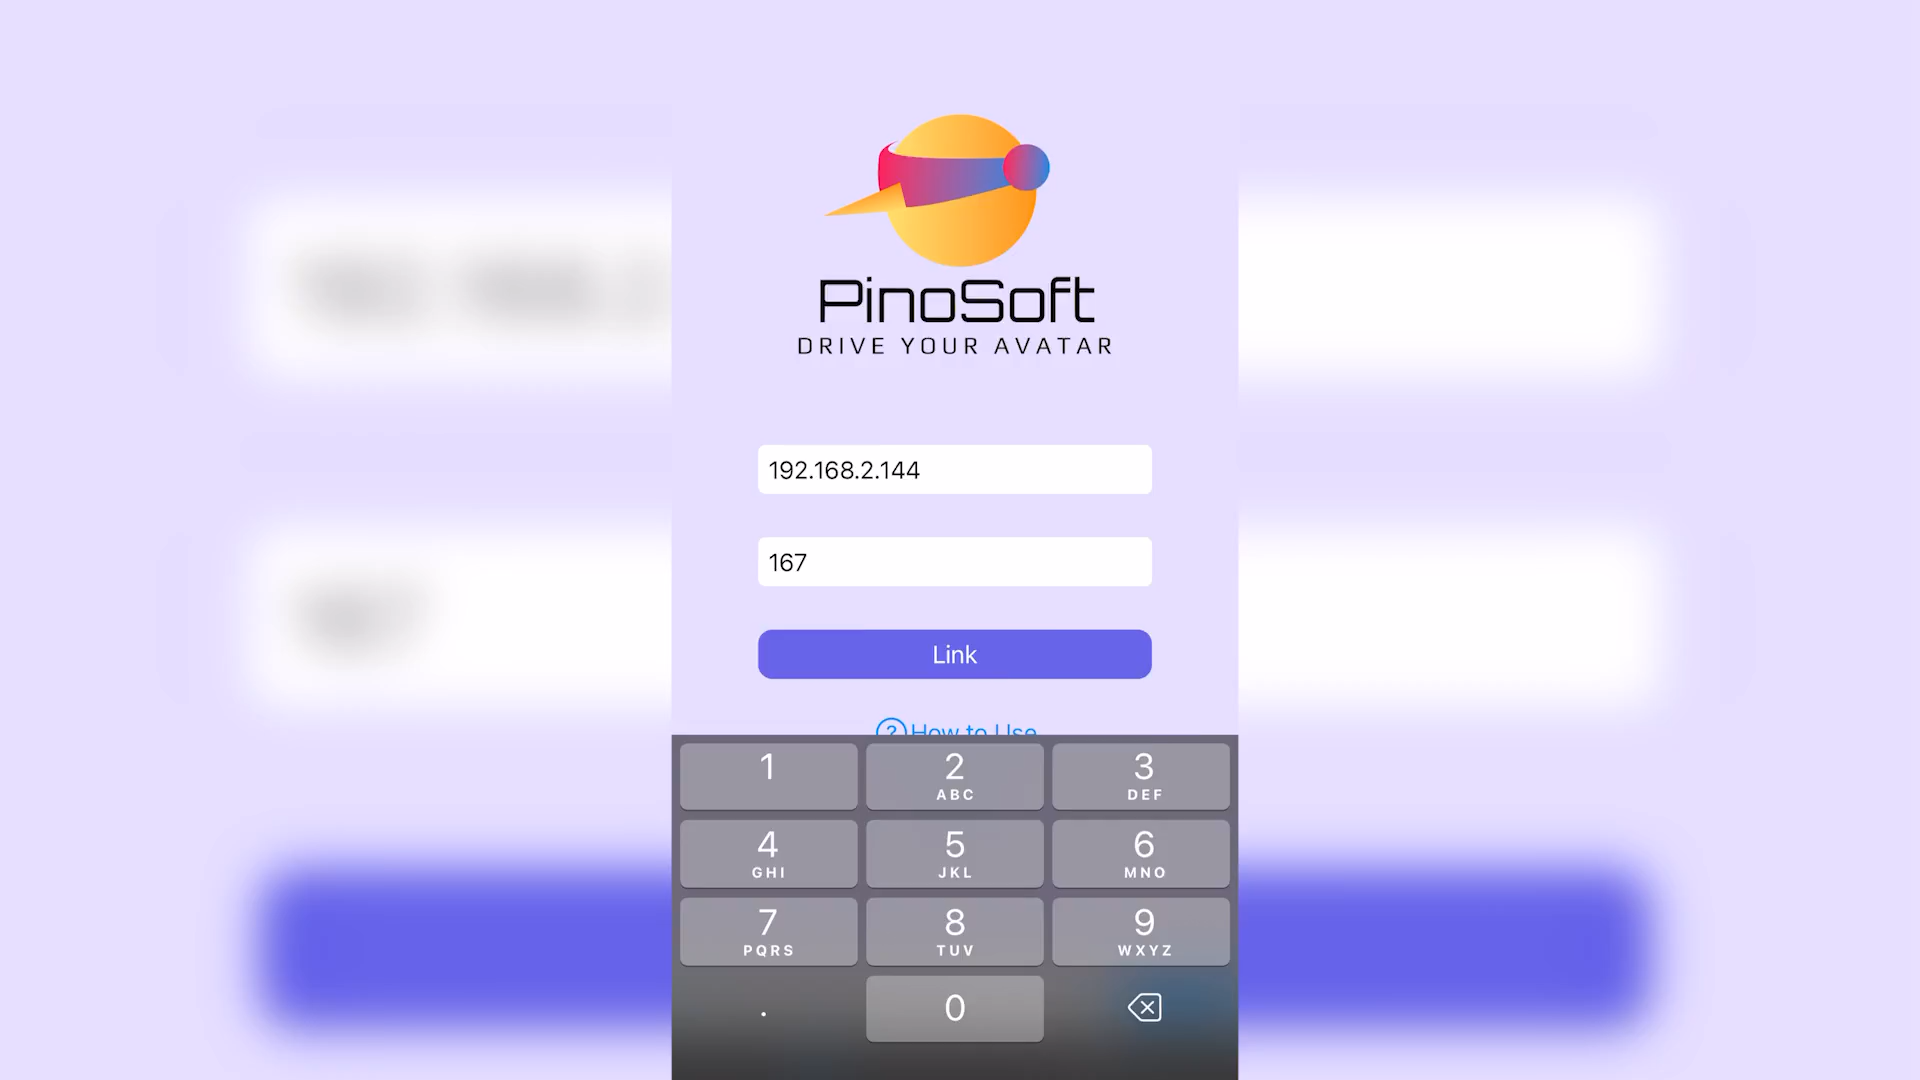 PinoSoft
DRIVE YOUR AVATAR
192.168.2.144
167
Link
? How to Use
1
2 ABC
3 DEF
4 GHI
5 JKL
6 MNO
7 PQRS
8 TUV
9 WXYZ
. 0